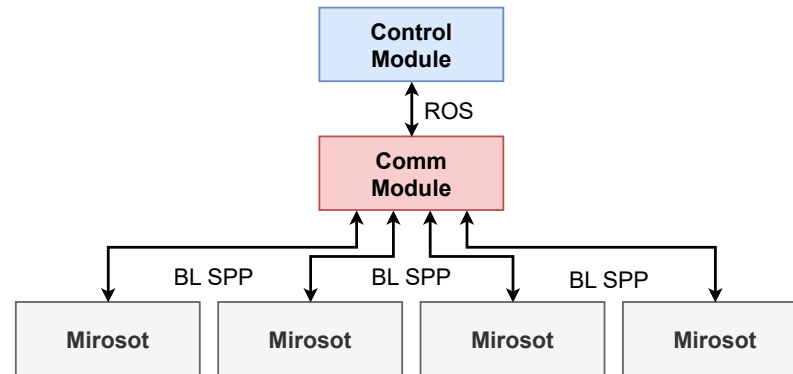 Control
Module
ROS
Comm
Module
BL SPP
BL SPP
BL SPP
Mirosot
Mirosot
Mirosot
Mirosot